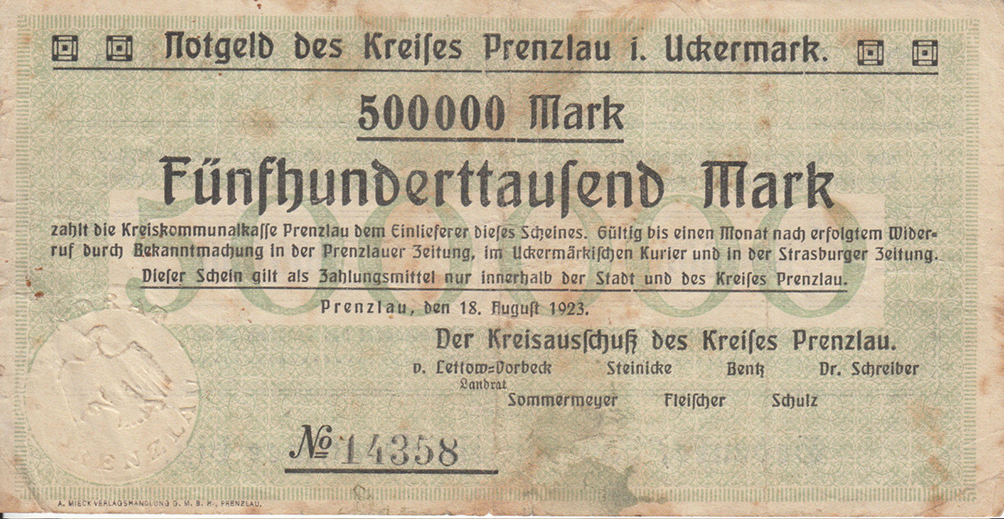 Notgeld des Kreiſes Prenzlau i. Uckermark.
500000 Mark
Fünfhunderttauſend Mark
zahlt die Kreiskommunalkaſſe Prenzlau dem Einlieferer dieſes Scheines. Gültig bis einen Monat nach erfolgtem Wider-
ruf durch Bekanntmachung in der Prenzlauer Zeitung, im Uckermärkiſchen Kurier und in der Strasburger Zeitung.
Dieſer Schein gilt als Zahlungsmittel nur innerhalb der Stadt und des Kreiſes Prenzlau.
500000
Prenzlau, den 18. Auguſt 1923.
Der Kreisausſchuß des Kreiſes Prenzlau.
v. Lettow-Vorbeck Steinicke Bentz Dr. Schreiber
Landrat
Sommermeyer Fleiſcher Schulz
№ 14358
A. MIECK VERLAGSHANDLUNG G. M. B. H., PRENZLAU.